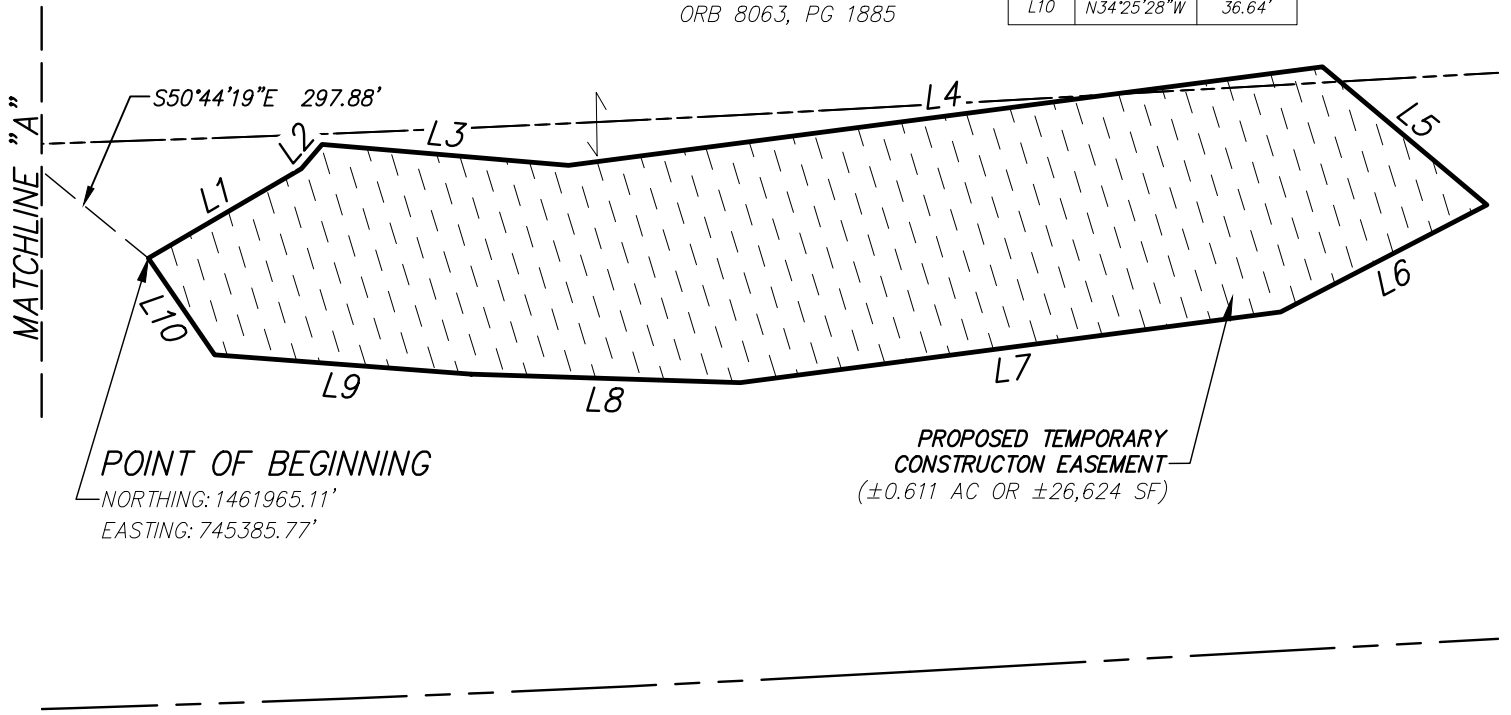 ORB 8063, PG 1885
L10 N34°25'28"W 36.64'
MATCHLINE "A"
S50°44'19"E 297.88'
L1
L2
L3
L4
L5
L6
L7
L8
L9
L10
POINT OF BEGINNING
NORTHING: 1461965.11'
EASTING: 745385.77'
PROPOSED TEMPORARY
CONSTRUCTON EASEMENT
(±0.611 AC OR ±26,624 SF)